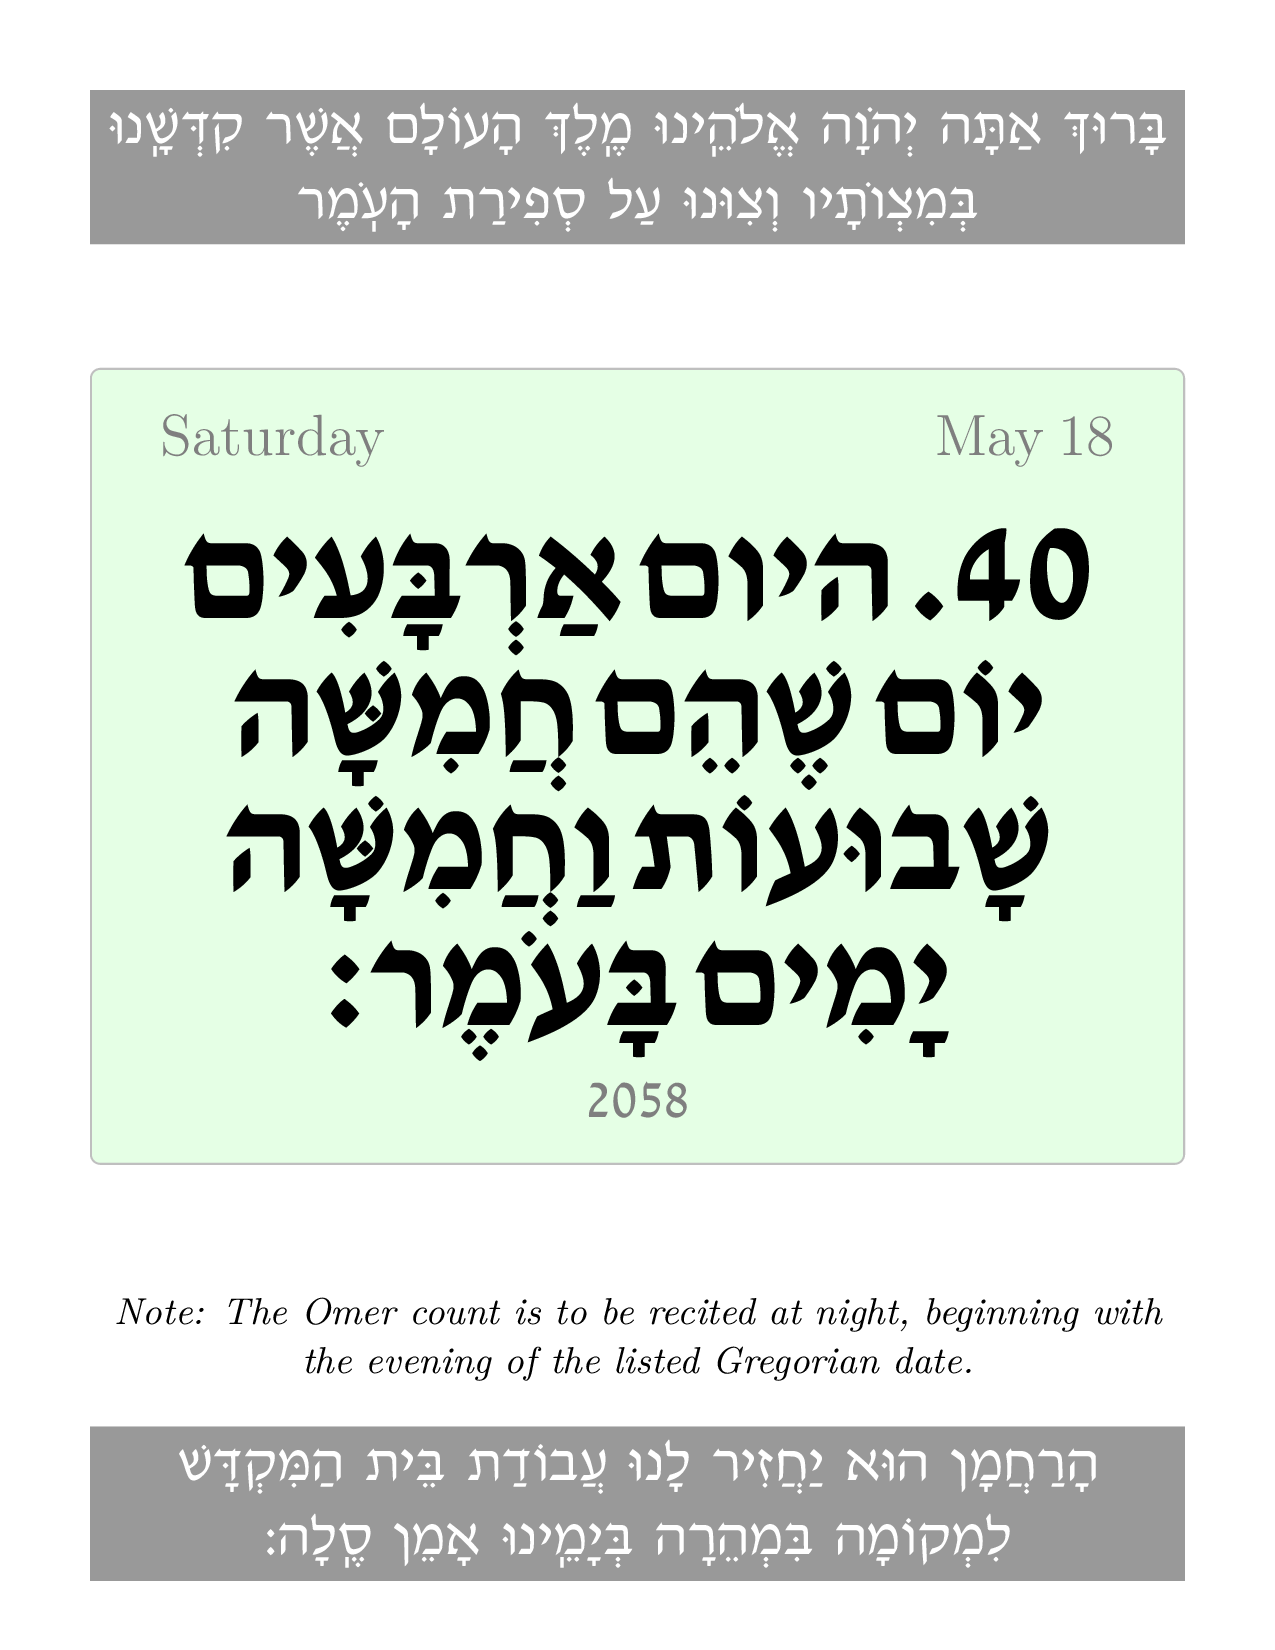 בָּרוּךְ אַתָּה יְהֹוָה אֱלֹהֵֽינוּ מֶֽלֶךְ הָעוֹלָם אֲשֶׁר קִדְּשָֽׁנוּ
בְּמִצְוֹתָיו וְצִוּנוּ עַל סְפִירַת הָעֹֽמֶר
Saturday May 18
40. היום אַרְבָּעִים
יוֹם שֶׁהֵם חֲמִשָּׁה
שָׁבוּעוֹת וַחֲמִשָּׁה
יָמִים בָּעֹמֶר:
2058
Note: The Omer count is to be recited at night, beginning with
the evening of the listed Gregorian date.
הָרַחֲמָן הוּא יַחֲזִיר לָנוּ עֲבוֹדַת בֵּית הַמִּקְדָּשׁ
לִמְקוֹמָה בִּמְהֵרָה בְּיָמֵֽינוּ אָמֵן סֶֽלָה: